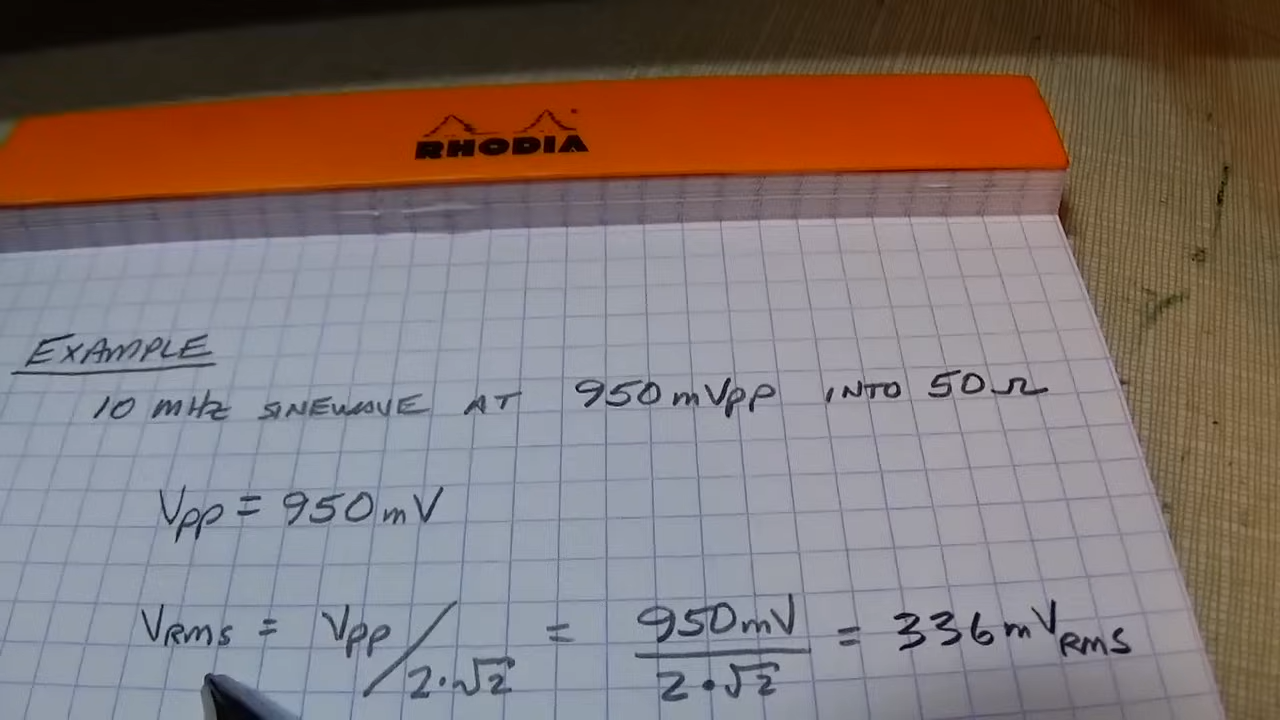 RHODIA
EXAMPLE
10 MHz SINEWAVE AT 950mVpp INTO 50Ω
Vpp = 950mV
VRMS = Vpp/2·√2 = 950mV/2·√2 = 336mVRMS